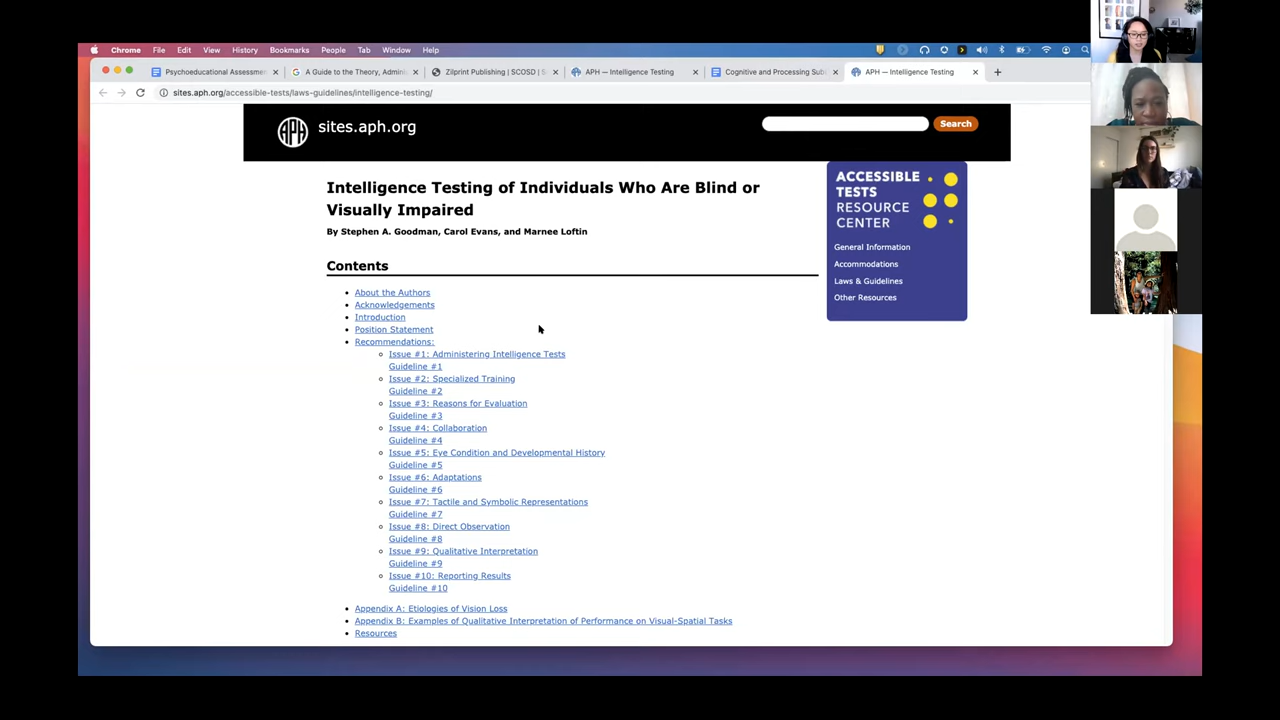 Chrome File Edit View History Bookmarks People Tab Window Help
Psychoeducational Assessmen
A Guide to the Theory, Admini
Zilprint Publishing | SCOSD | S
APH — Intelligence Testing
Cognitive and Processing Sub
APH — Intelligence Testing
sites.aph.org/accessible-tests/laws-guidelines/intelligence-testing/
APH sites.aph.org
Search
Intelligence Testing of Individuals Who Are Blind or
Visually Impaired
By Stephen A. Goodman, Carol Evans, and Marnee Loftin
ACCESSIBLE
TESTS
RESOURCE
CENTER
General Information
Accommodations
Laws & Guidelines
Other Resources
Contents
About the Authors
Acknowledgements
Introduction
Position Statement
Recommendations:
Issue #1: Administering Intelligence Tests
Guideline #1
Issue #2: Specialized Training
Guideline #2
Issue #3: Reasons for Evaluation
Guideline #3
Issue #4: Collaboration
Guideline #4
Issue #5: Eye Condition and Developmental History
Guideline #5
Issue #6: Adaptations
Guideline #6
Issue #7: Tactile and Symbolic Representations
Guideline #7
Issue #8: Direct Observation
Guideline #8
Issue #9: Qualitative Interpretation
Guideline #9
Issue #10: Reporting Results
Guideline #10
Appendix A: Etiologies of Vision Loss
Appendix B: Examples of Qualitative Interpretation of Performance on Visual-Spatial Tasks
Resources